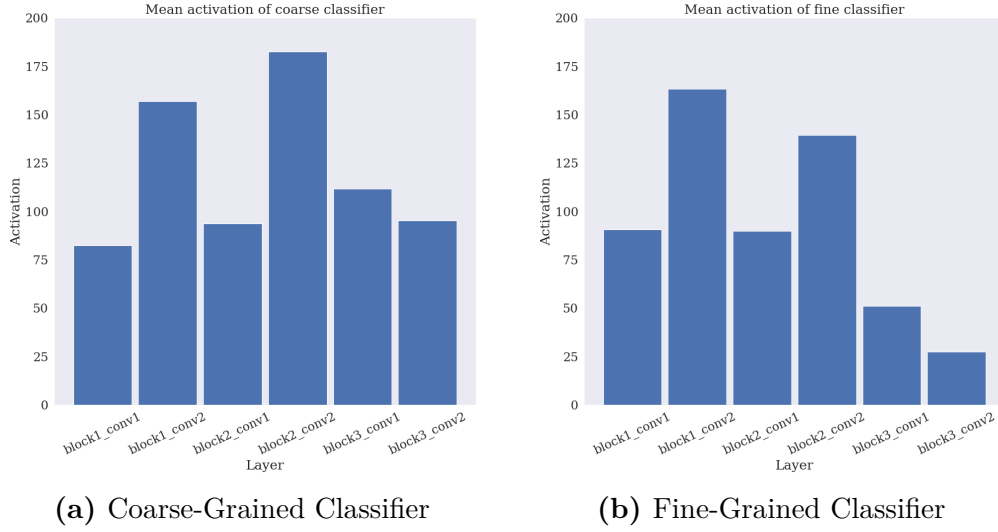 Mean activation of coarse classifier
200
175
150
125
100
75
50
25
0
Activation
block1_conv1
block1_conv2
block2_conv1
block2_conv2
block3_conv1
block3_conv2
Layer
(a) Coarse-Grained Classifier
Mean activation of fine classifier
200
175
150
125
100
75
50
25
0
Activation
block1_conv1
block1_conv2
block2_conv1
block2_conv2
block3_conv1
block3_conv2
Layer
(b) Fine-Grained Classifier